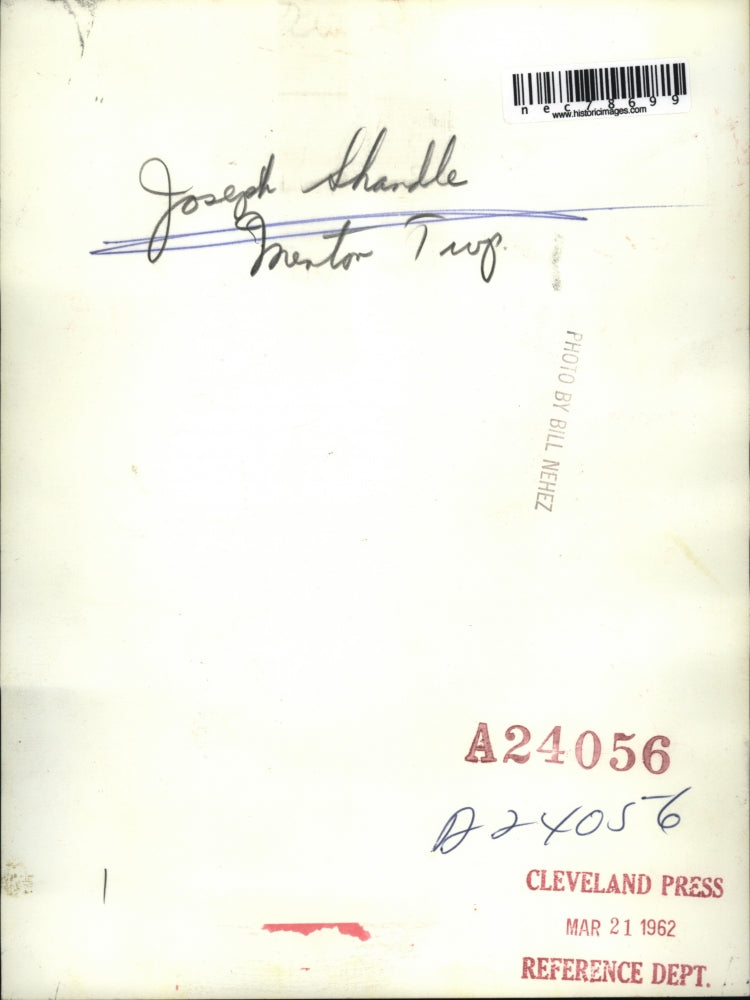 nec78699
www.historicimages.com
Joseph Shandle
Mentor Twp.
PHOTO BY BILL NEHEZ
A24056
A24056
CLEVELAND PRESS
MAR 21 1962
REFERENCE DEPT.